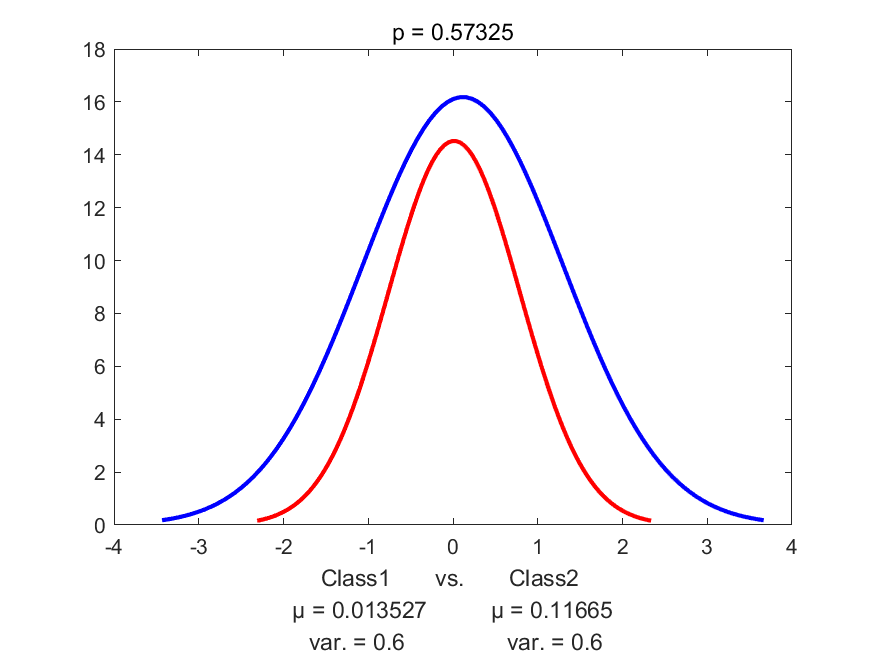 p = 0.57325
18
16
14
12
10
8
6
4
2
0
-4 -3 -2 -1 0 1 2 3 4
Class1 vs. Class2
μ = 0.013527 μ = 0.11665
var. = 0.6 var. = 0.6